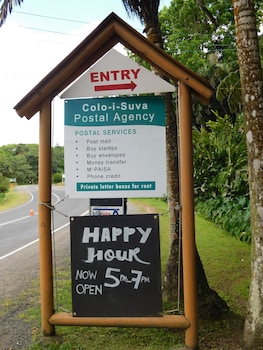 ENTRY
Colo-i-Suva
Postal Agency
POSTAL SERVICES
• Post mail
• Buy stamps
• Buy envelopes
• Money transfer
• M-PAISA
• Phone credit
Private letter boxes for rent
HAPPY
HOUR
NOW
OPEN 5PM-7PM